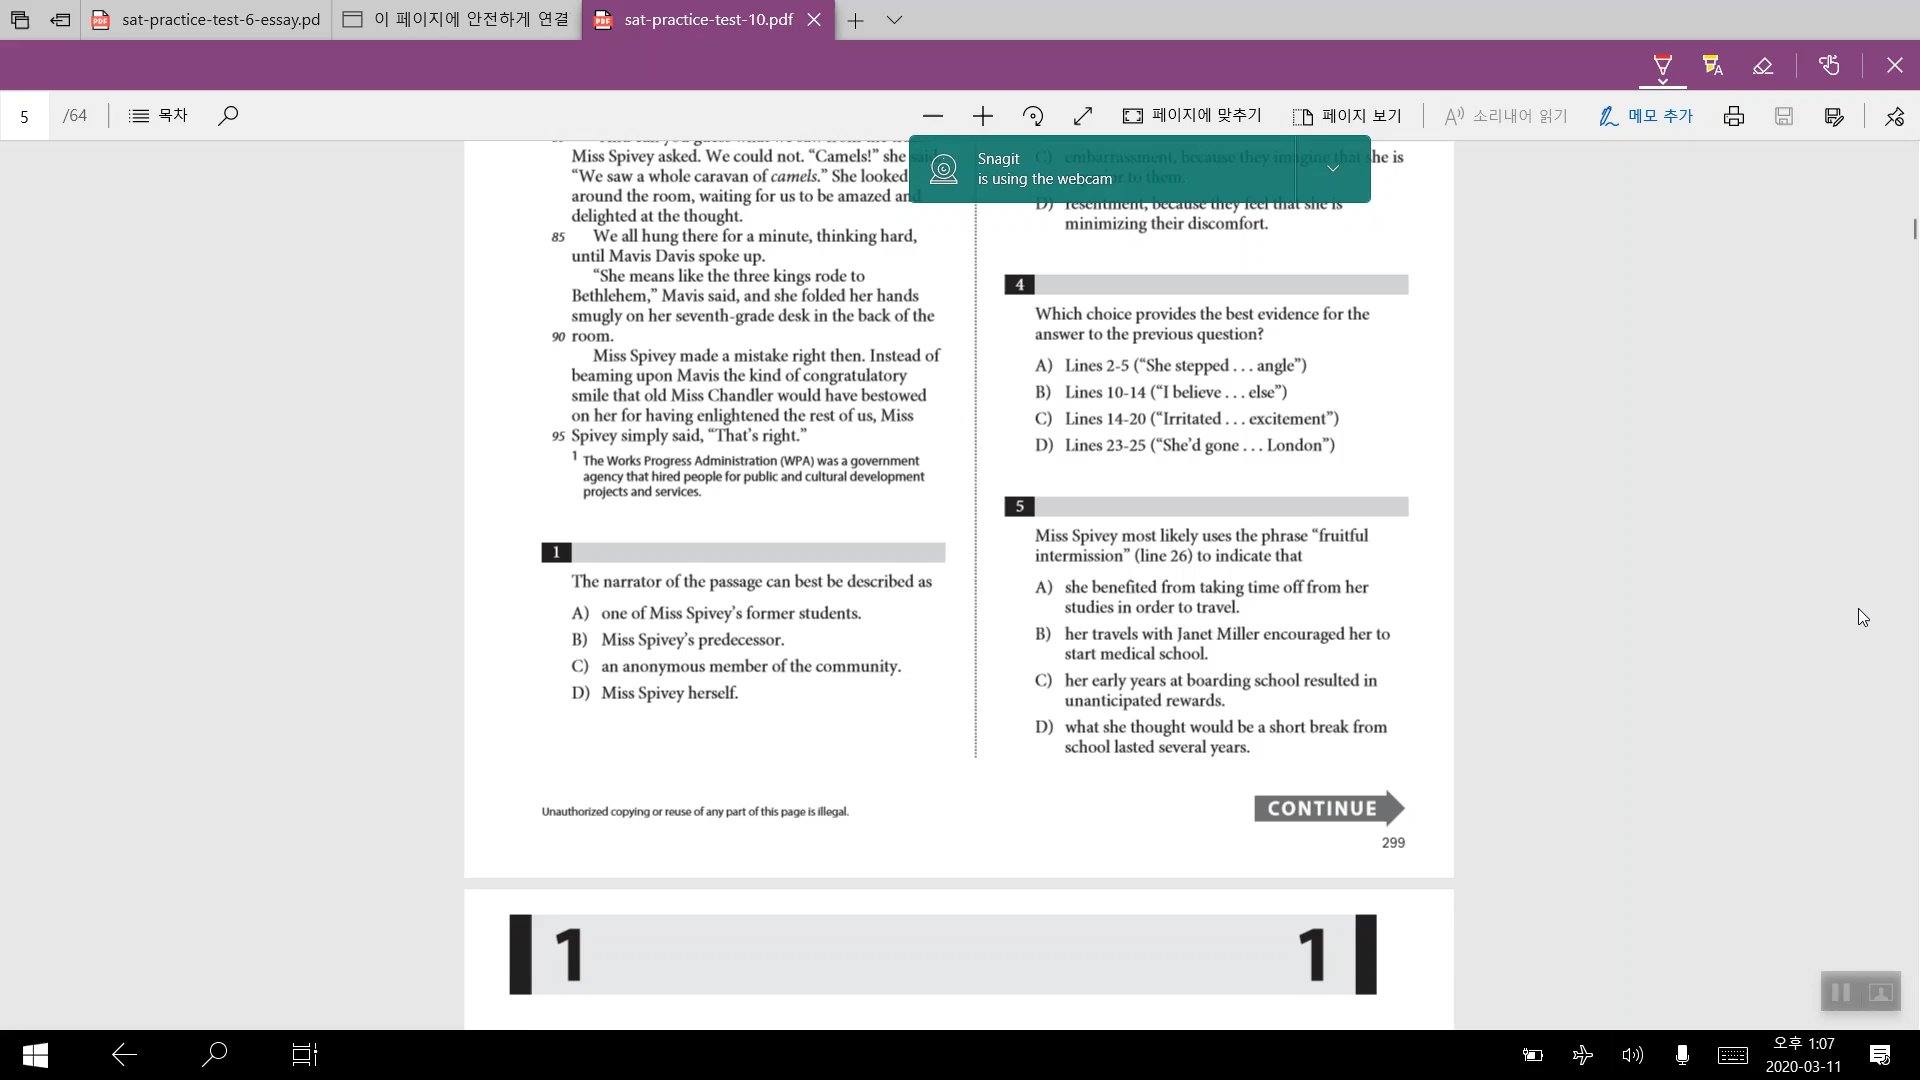 sat-practice-test-6-essay.pd
이 페이지에 안전하게 연결
sat-practice-test-10.pdf
5 /64 목차
페이지에 맞추기
페이지 보기
소리내어 읽기
메모 추가
Snagit
is using the webcam
Miss Spivey asked. We could not. “Camels!” she said.
“We saw a whole caravan of camels.” She looked
around the room, waiting for us to be amazed and
delighted at the thought.
85 We all hung there for a minute, thinking hard,
until Mavis Davis spoke up.
“She means like the three kings rode to
Bethlehem,” Mavis said, and she folded her hands
smugly on her seventh-grade desk in the back of the
90 room.
Miss Spivey made a mistake right then. Instead of
beaming upon Mavis the kind of congratulatory
smile that old Miss Chandler would have bestowed
on her for having enlightened the rest of us, Miss
95 Spivey simply said, “That’s right.”
1 The Works Progress Administration (WPA) was a government
agency that hired people for public and cultural development
projects and services.
1
The narrator of the passage can best be described as
A) one of Miss Spivey’s former students.
B) Miss Spivey’s predecessor.
C) an anonymous member of the community.
D) Miss Spivey herself.
C) embarrassment, because they imagine that she is
to them.
D) resentment, because they feel that she is
minimizing their discomfort.
4
Which choice provides the best evidence for the
answer to the previous question?
A) Lines 2-5 (“She stepped . . . angle”)
B) Lines 10-14 (“I believe . . . else”)
C) Lines 14-20 (“Irritated . . . excitement”)
D) Lines 23-25 (“She’d gone . . . London”)
5
Miss Spivey most likely uses the phrase “fruitful
intermission” (line 26) to indicate that
A) she benefited from taking time off from her
studies in order to travel.
B) her travels with Janet Miller encouraged her to
start medical school.
C) her early years at boarding school resulted in
unanticipated rewards.
D) what she thought would be a short break from
school lasted several years.
Unauthorized copying or reuse of any part of this page is illegal.
CONTINUE
299
1 1
오후 1:07
2020-03-11